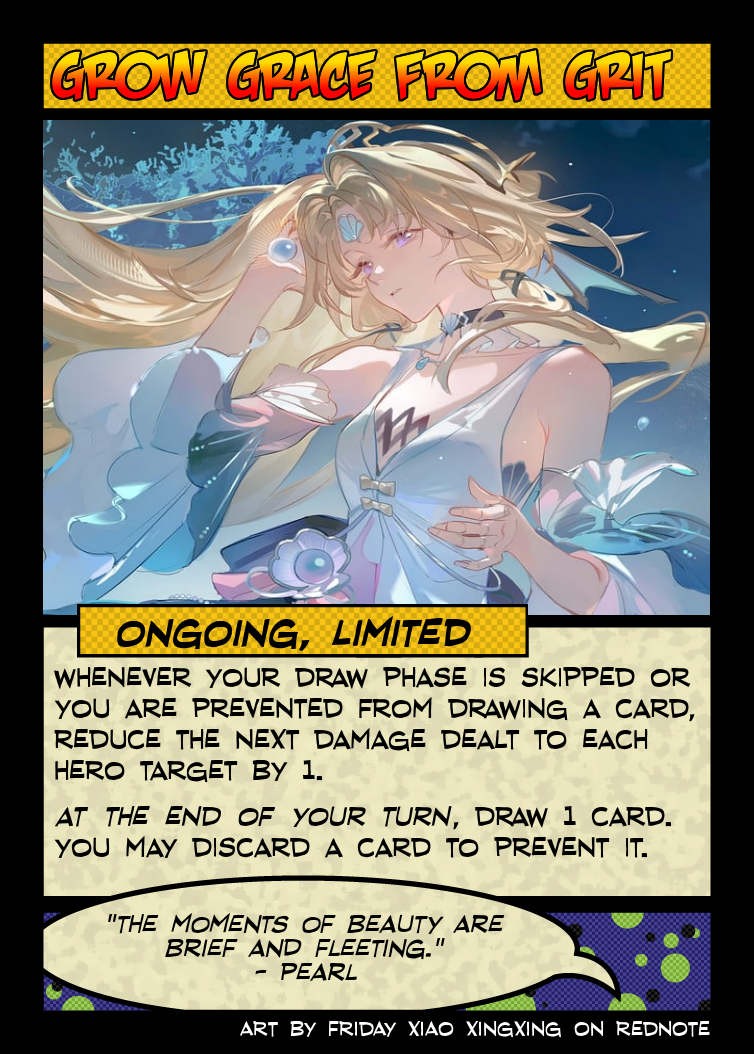 GROW GRACE FROM GRIT
ONGOING, LIMITED
WHENEVER YOUR DRAW PHASE IS SKIPPED OR
YOU ARE PREVENTED FROM DRAWING A CARD,
REDUCE THE NEXT DAMAGE DEALT TO EACH
HERO TARGET BY 1.
AT THE END OF YOUR TURN, DRAW 1 CARD.
YOU MAY DISCARD A CARD TO PREVENT IT.
"THE MOMENTS OF BEAUTY ARE
BRIEF AND FLEETING."
- PEARL
ART BY FRIDAY XIAO XINGXING ON REDNOTE